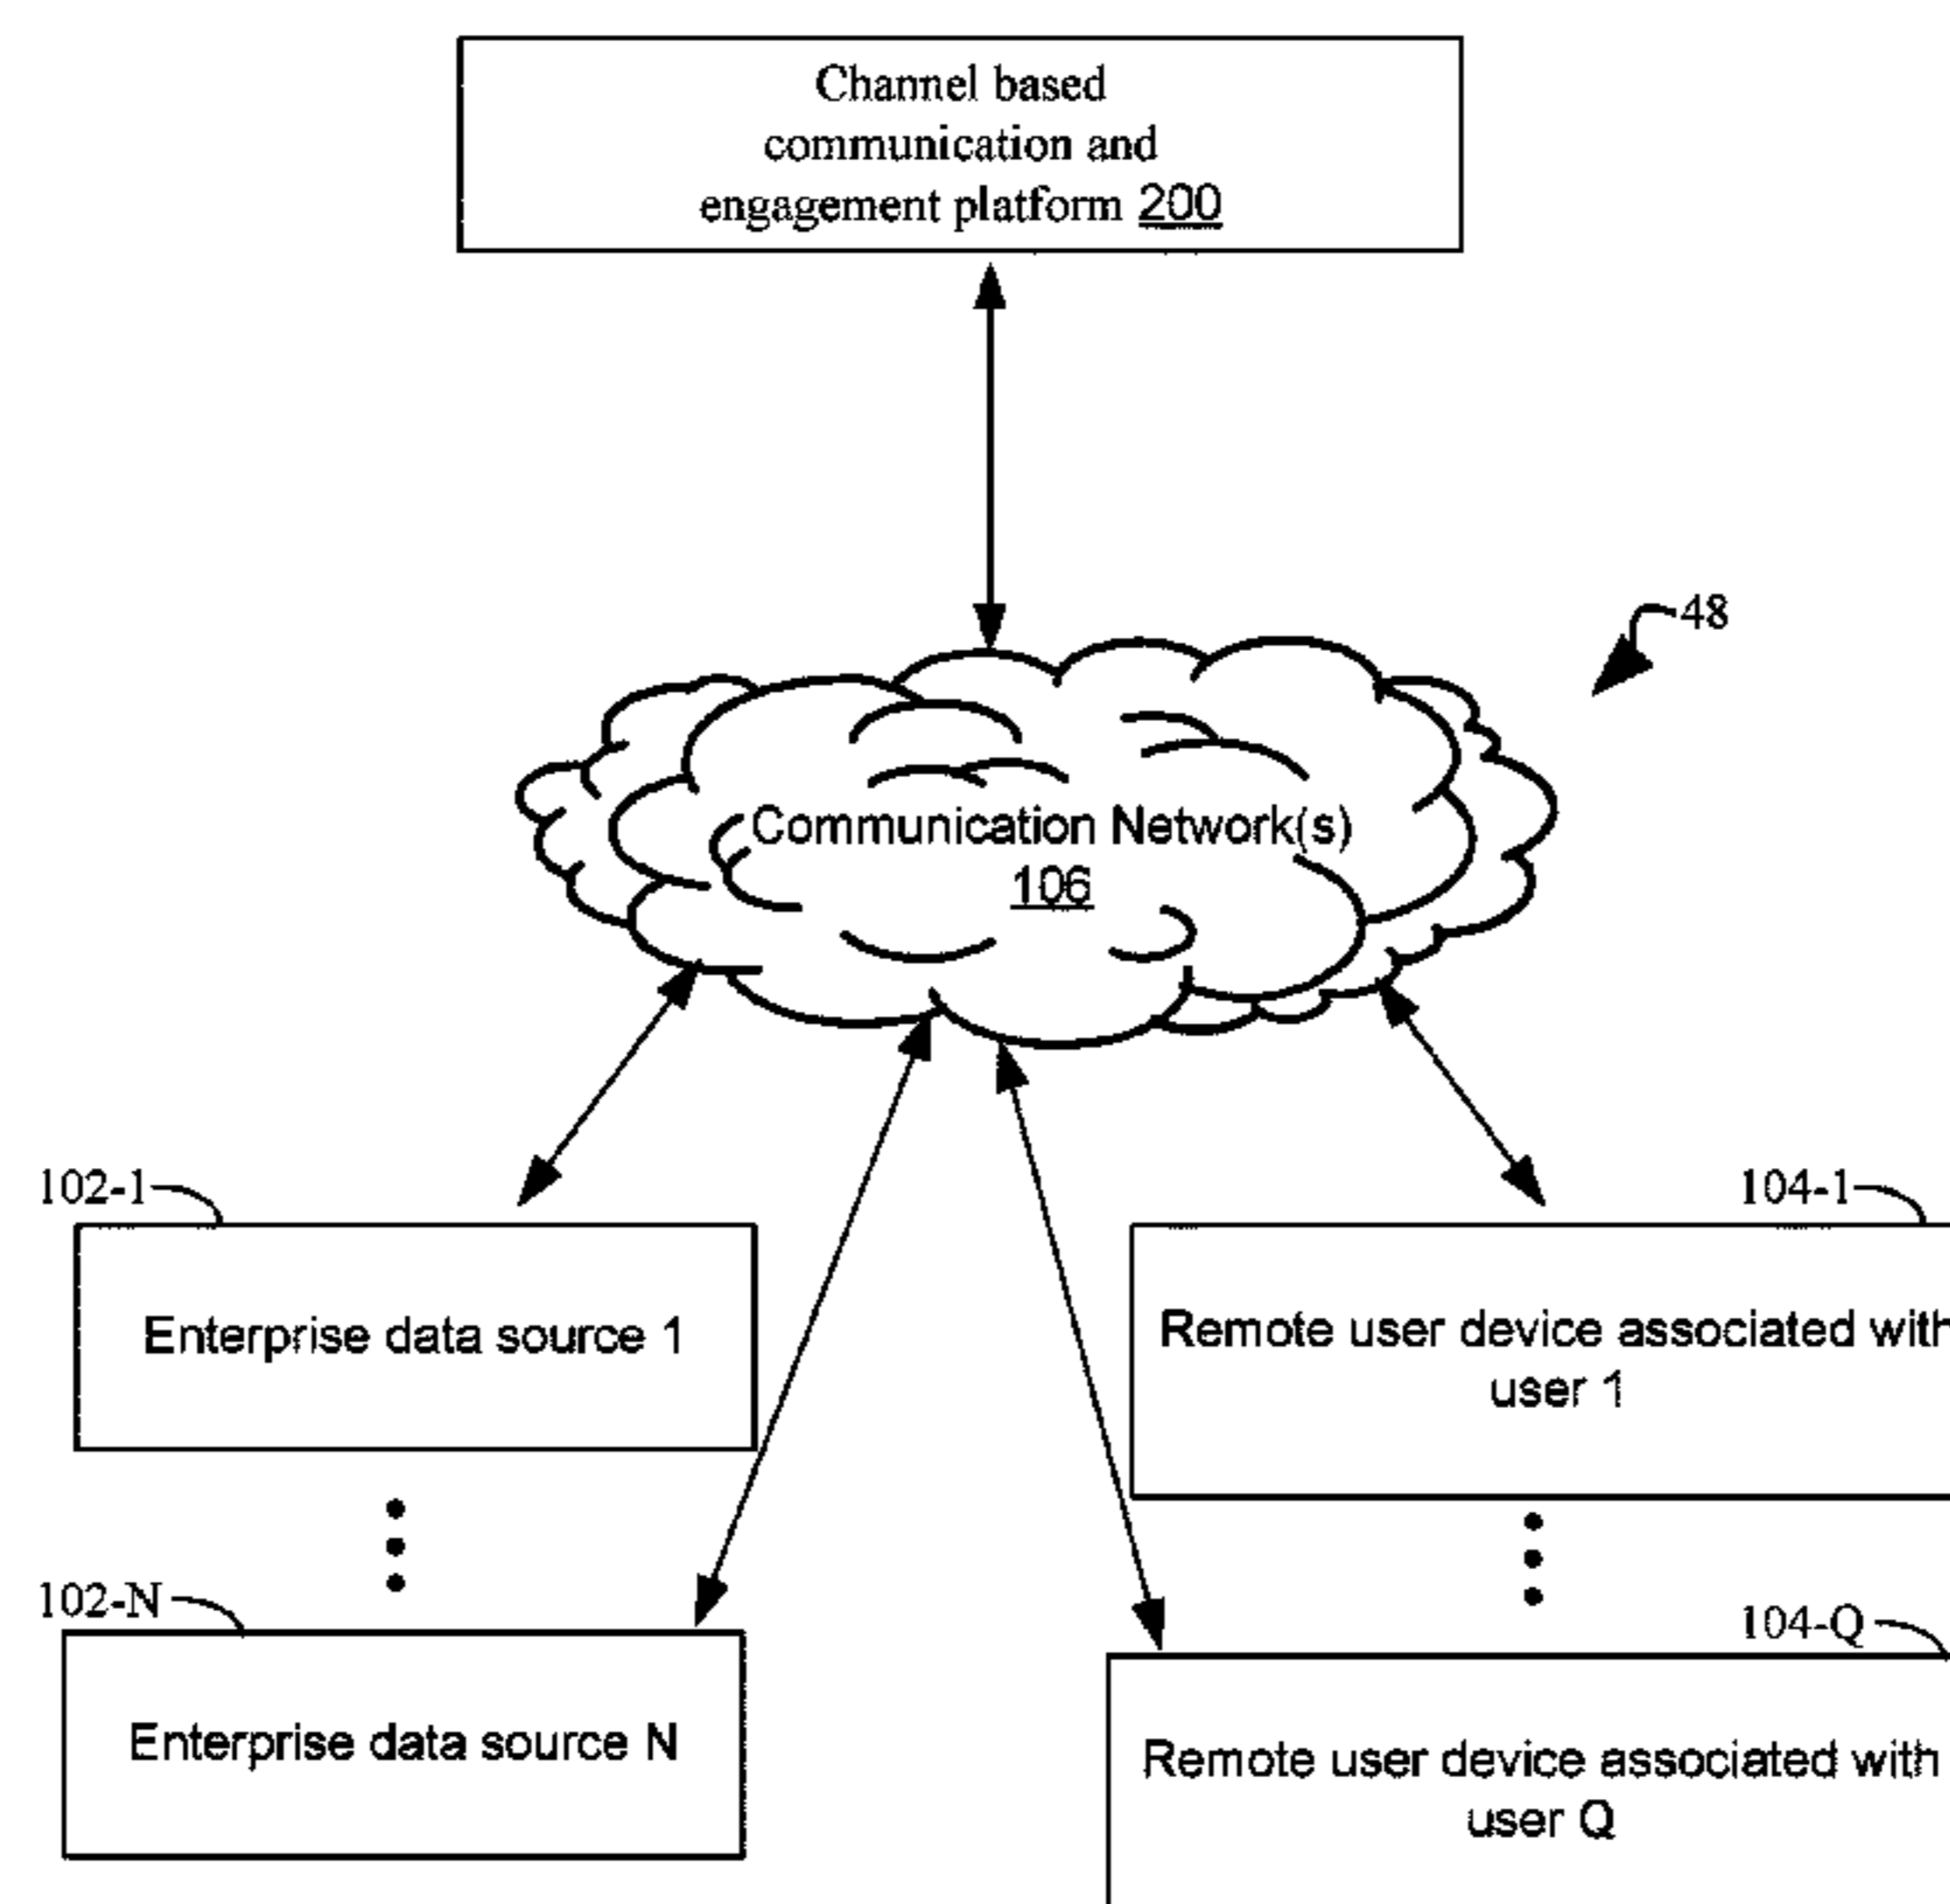 Channel based
communication and
engagement platform 200
48
Communication Network(s)
106
102-1
104-1
Enterprise data source 1
Remote user device associated with
user 1
102-N
104-Q
Enterprise data source N
Remote user device associated with
user Q